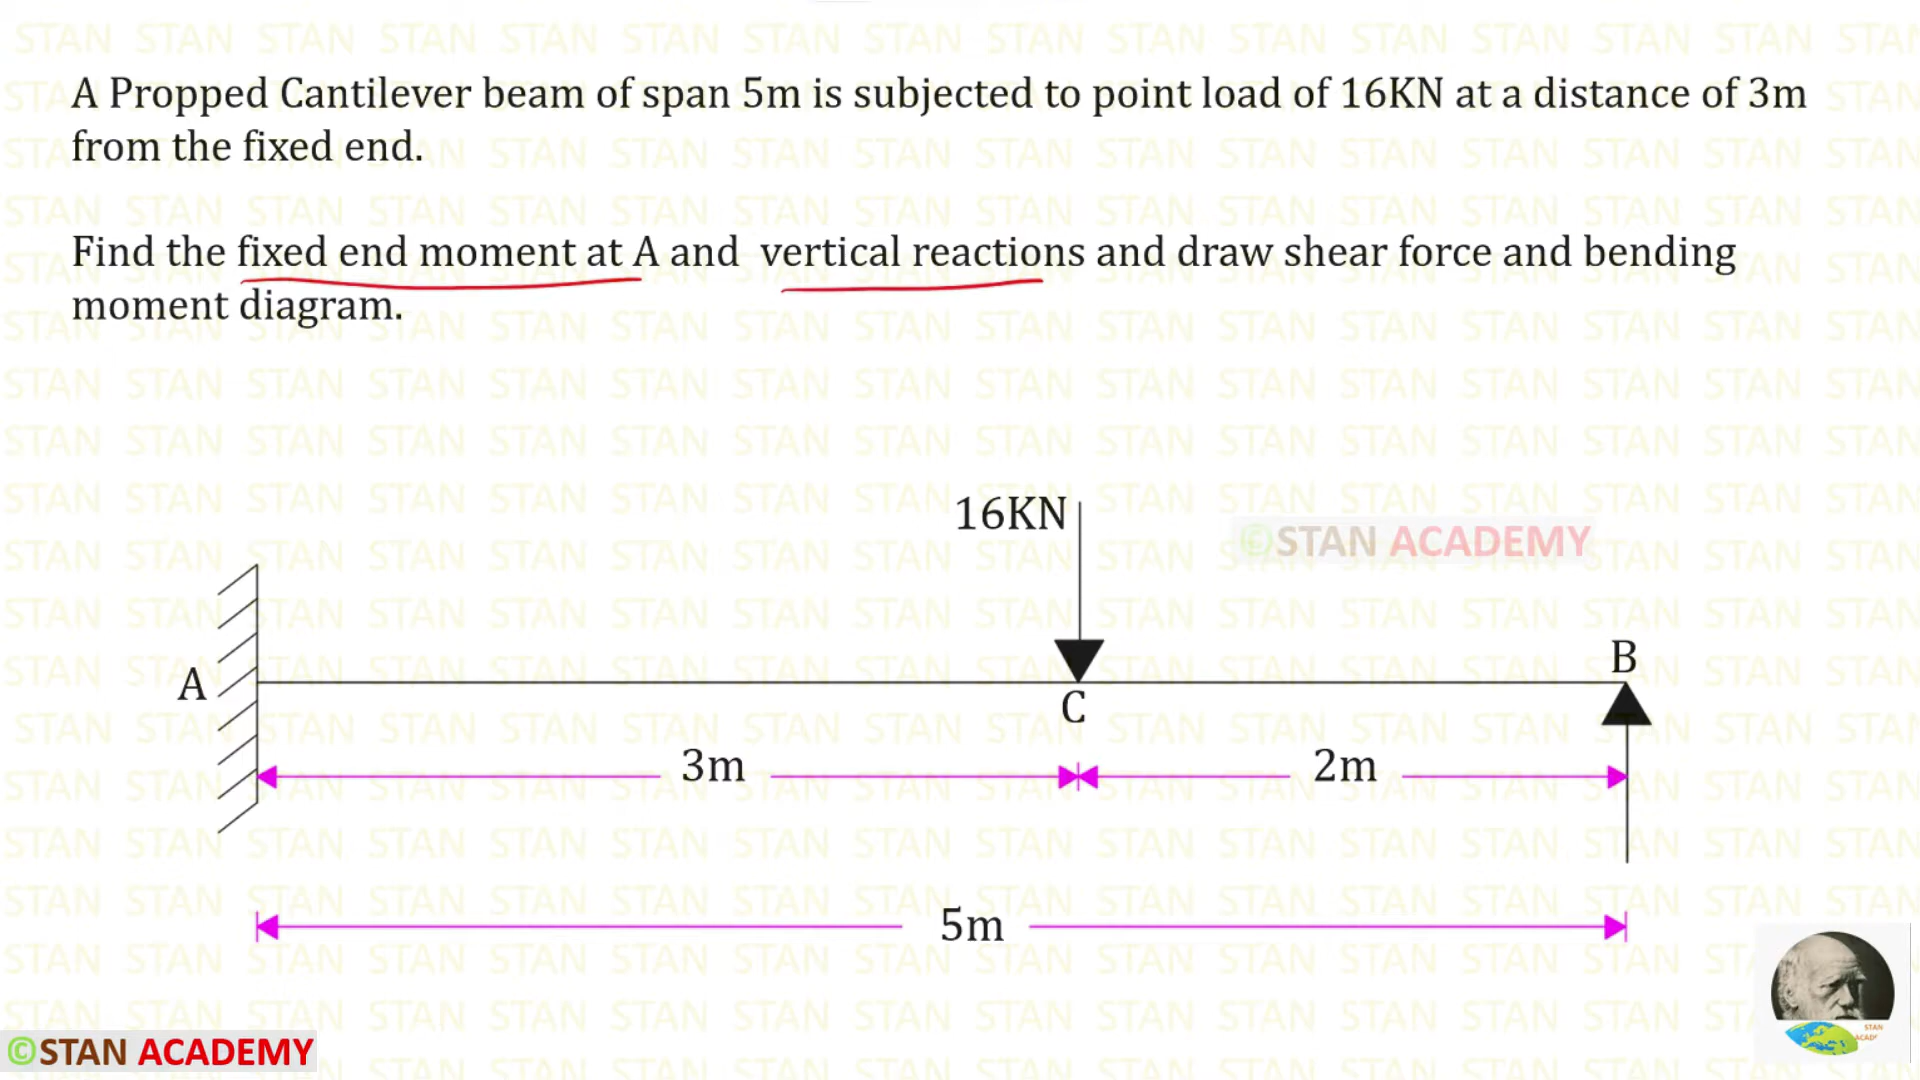 A Propped Cantilever beam of span 5m is subjected to point load of 16KN at a distance of 3m
from the fixed end.
Find the fixed end moment at A and vertical reactions and draw shear force and bending
moment diagram.
16KN
©STAN ACADEMY
B
A
C
3m
2m
5m
STAN
©STAN ACADEMY